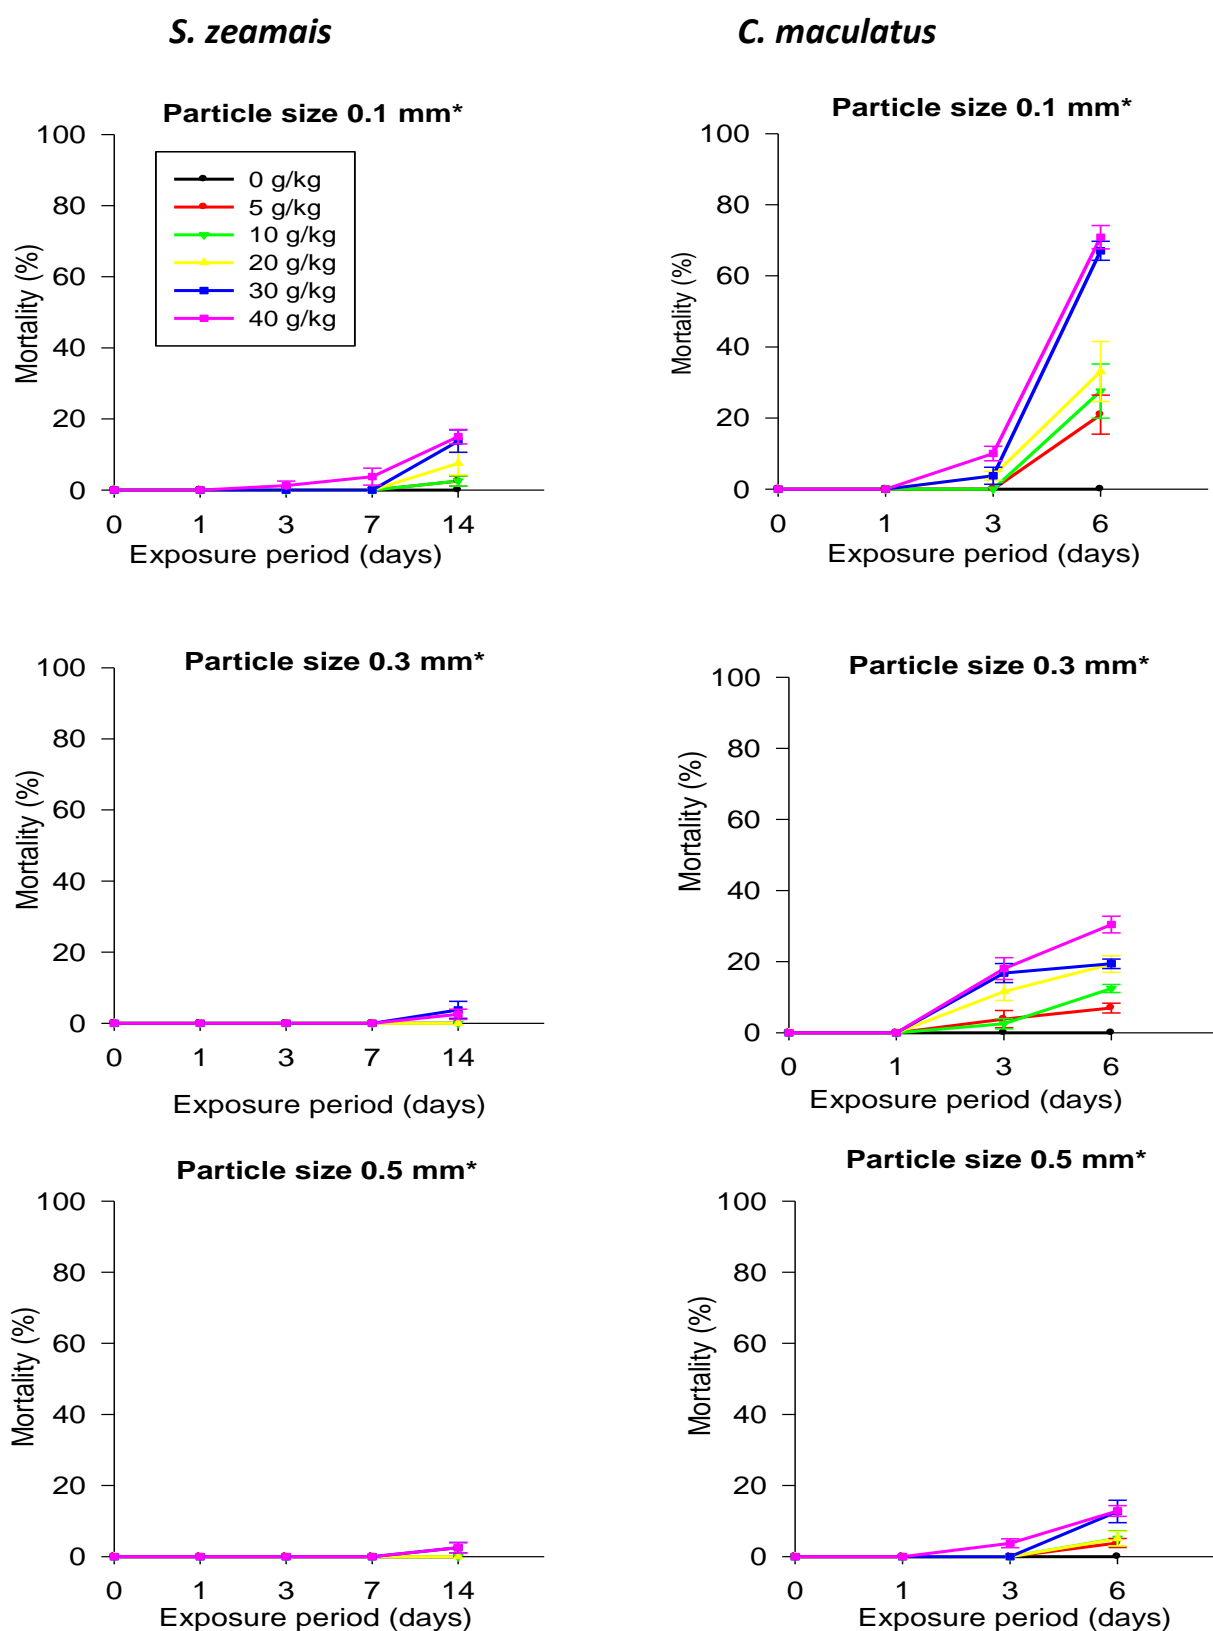 S. zeamais
C. maculatus
Particle size 0.1 mm*
100
80
60
40
20
0
Mortality (%)
0 g/kg
5 g/kg
10 g/kg
20 g/kg
30 g/kg
40 g/kg
0 1 3 7 14
Exposure period (days)
Particle size 0.1 mm*
100
80
60
40
20
0
Mortality (%)
0 1 3 6
Exposure period (days)
Particle size 0.3 mm*
100
80
60
40
20
0
Mortality (%)
0 1 3 7 14
Exposure period (days)
Particle size 0.3 mm*
100
80
60
40
20
0
Mortality (%)
0 1 3 6
Exposure period (days)
Particle size 0.5 mm*
100
80
60
40
20
0
Mortality (%)
0 1 3 7 14
Exposure period (days)
Particle size 0.5 mm*
100
80
60
40
20
0
Mortality (%)
0 1 3 6
Exposure period (days)